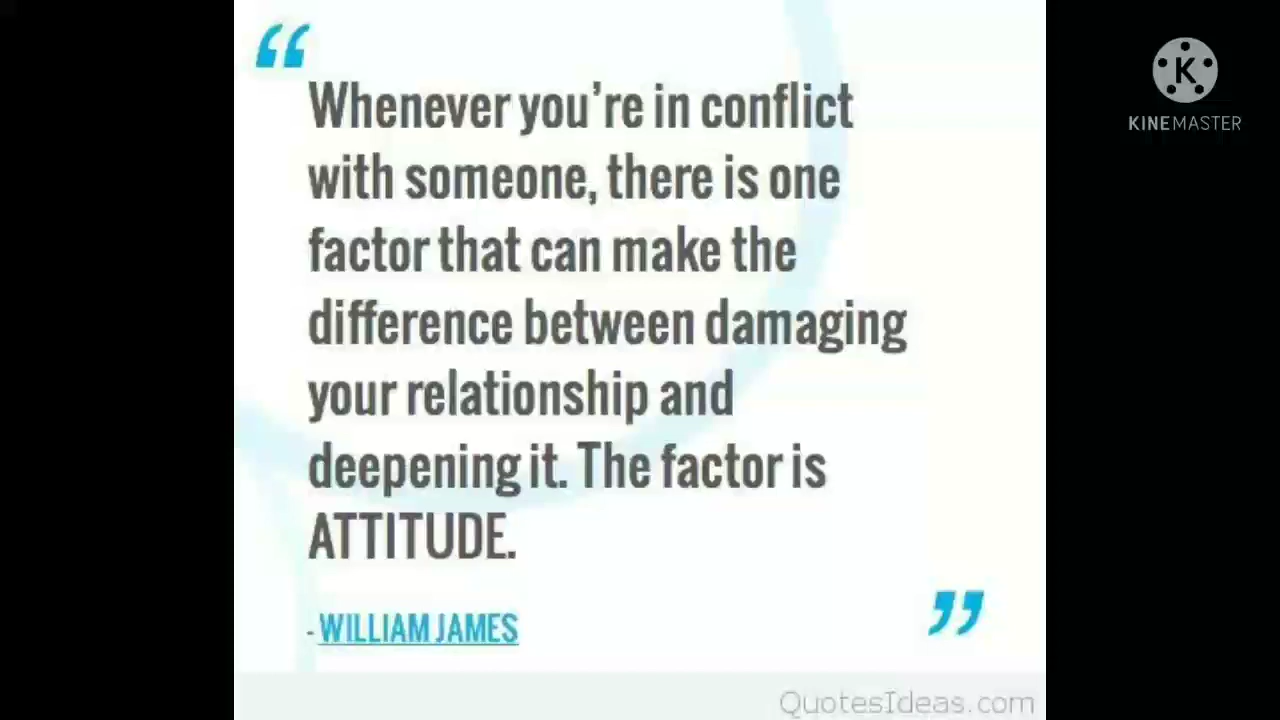 “
Whenever you’re in conflict
with someone, there is one
factor that can make the
difference between damaging
your relationship and
deepening it. The factor is
ATTITUDE.
- WILLIAM JAMES
”
QuotesIdeas.com
K
KINEMASTER